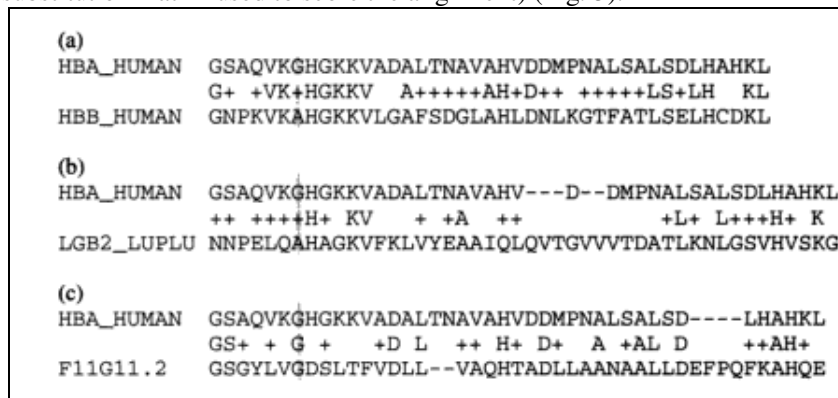 (a)
HBA_HUMAN GSAQVKGHGKKVADALTNAVAHVDDMPNALSALSDLHAHKL
G+ +VK+HGKKV A+++++AH+D++ +++++LS+LH KL
HBB_HUMAN GNPKVKAHGKKVLGAFSDGLAHLDNLKGTFATLSELHCDKL
(b)
HBA_HUMAN GSAQVKGHGKKVADALTNAVAHV---D--DMPNALSALSDLHAHKL
++ ++++H+ KV + +A ++ +L+ L+++H+ K
LGB2_LUPLU NNPELQAHAGKVFKLVYEAAIQLQVTGVVVTDATLKNLGSVHVSKG
(c)
HBA_HUMAN GSAQVKGHGKKVADALTNAVAHVDDMPNALSALSD----LHAHKL
GS+ + G + +D L ++ H+ D+ A +AL D ++AH+
F11G11.2 GSGYLVGDSLTFVDLL--VAQHTADLLAANAALLDEFPQFKAHQE